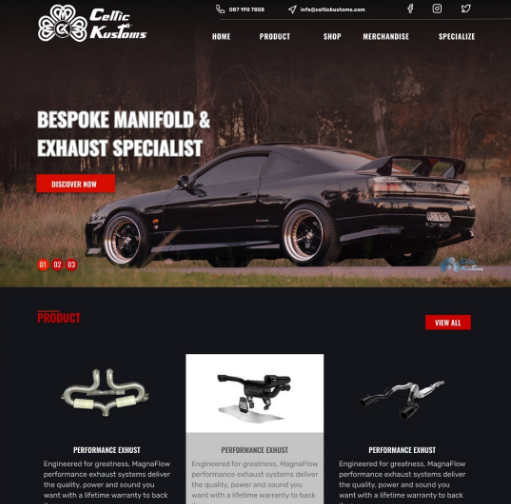 Celtic
Kustoms
087 190 7858
info@celtickustoms.com
HOME
PRODUCT
SHOP
MERCHANDISE
SPECIALIZE
BESPOKE MANIFOLD &
EXHAUST SPECIALIST
DISCOVER NOW
01 02 03
PRODUCT
VIEW ALL
PERFORMANCE EXHUST
Engineered for greatness, MagnaFlow
performance exhaust systems deliver
the quality, power and sound you
want with a lifetime warranty to back
PERFORMANCE EXHUST
Engineered for greatness, MagnaFlow
performance exhaust systems deliver
the quality, power and sound you
want with a lifetime warranty to back
PERFORMANCE EXHUST
Engineered for greatness, MagnaFlow
performance exhaust systems deliver
the quality, power and sound you
want with a lifetime warranty to back